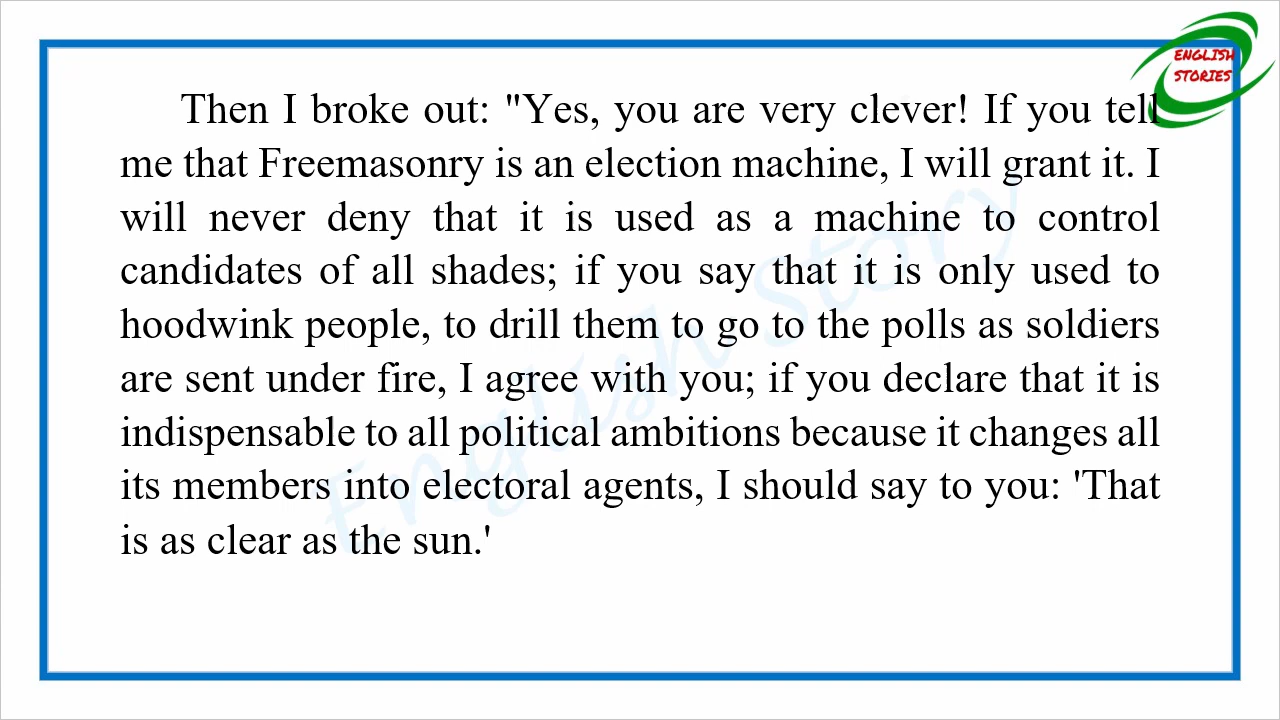 ENGLISH
STORIES
Then I broke out: "Yes, you are very clever! If you tell
me that Freemasonry is an election machine, I will grant it. I
will never deny that it is used as a machine to control
candidates of all shades; if you say that it is only used to
hoodwink people, to drill them to go to the polls as soldiers
are sent under fire, I agree with you; if you declare that it is
indispensable to all political ambitions because it changes all
its members into electoral agents, I should say to you: 'That
is as clear as the sun.'
English Story